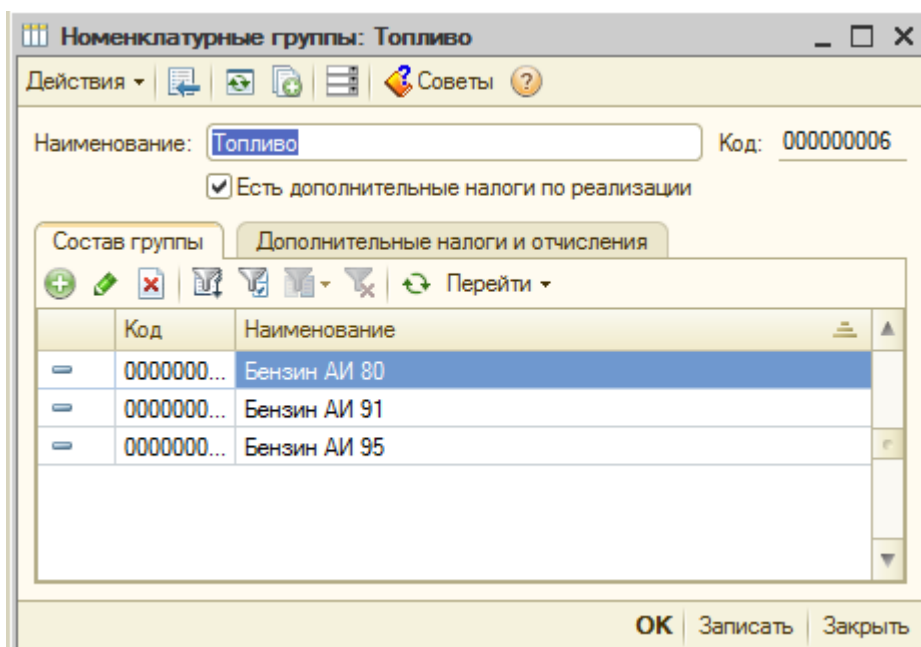 Номенклатурные группы: Топливо
Действия Советы
Наименование: Топливо Код: 000000006
Есть дополнительные налоги по реализации
Состав группы Дополнительные налоги и отчисления
Перейти
Код Наименование
0000000... Бензин АИ 80
0000000... Бензин АИ 91
0000000... Бензин АИ 95
OK Записать Закрыть